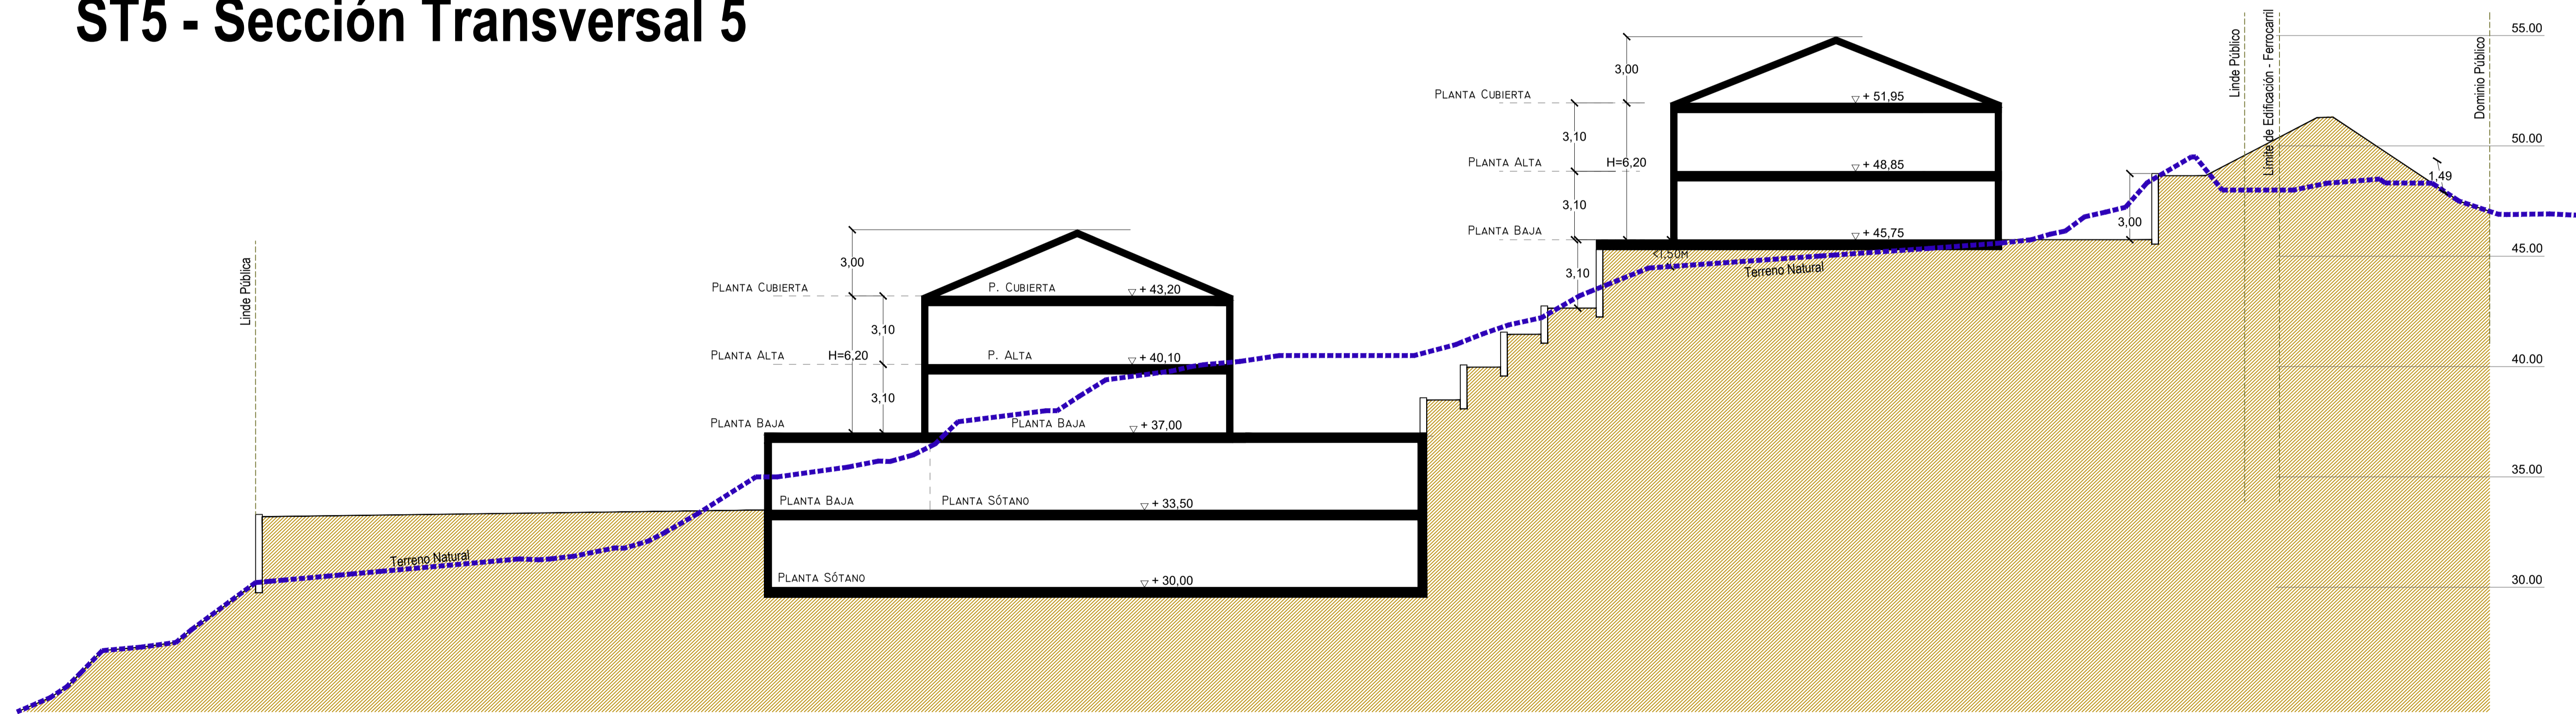 ST5 - Sección Transversal 5
Linde Pública
Terreno Natural
3,00
PLANTA CUBIERTA
3,10
PLANTA ALTA
H=6,20
3,10
PLANTA BAJA
P. CUBIERTA
+ 43,20
P. ALTA
+ 40,10
PLANTA BAJA
+ 37,00
PLANTA BAJA
PLANTA SÓTANO
+ 33,50
PLANTA SÓTANO
+ 30,00
3,00
PLANTA CUBIERTA
3,10
PLANTA ALTA
H=6,20
3,10
PLANTA BAJA
3,10
<1,50M
+ 51,95
+ 48,85
+ 45,75
Terreno Natural
3,00
Linde Público
Límite de Edificación - Ferrocarril
Dominio Público
1,49
55.00
50.00
45.00
40.00
35.00
30.00